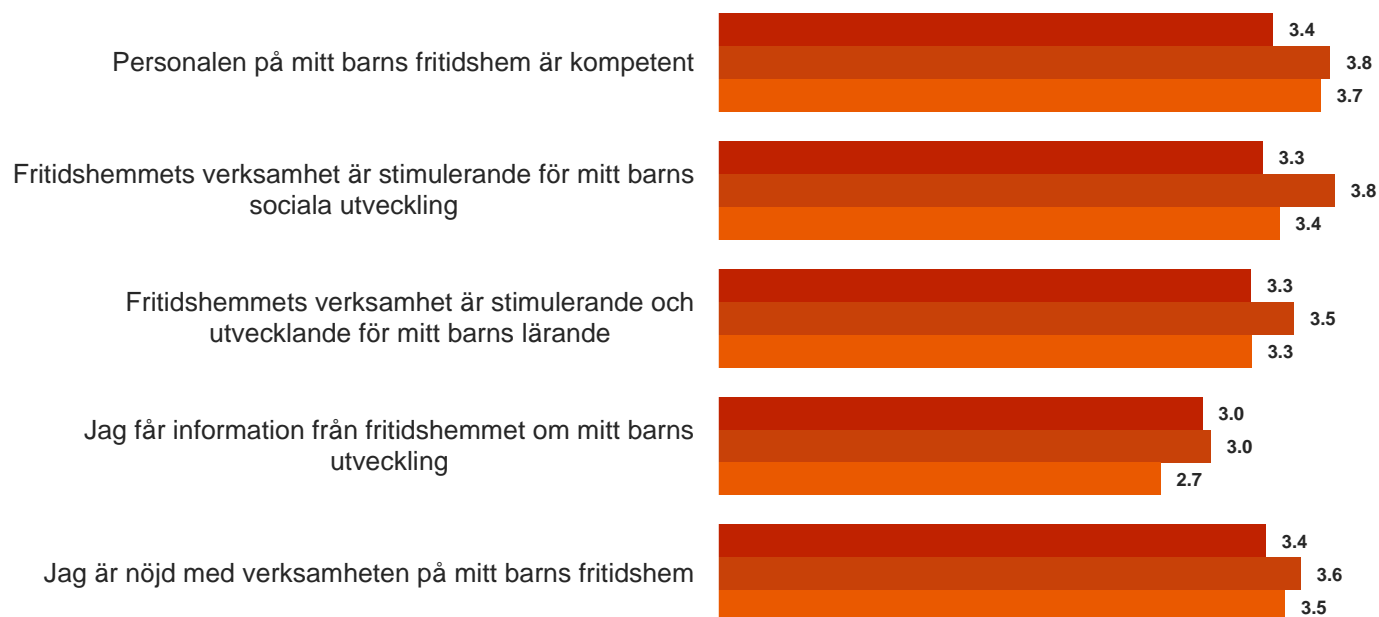 Personalen på mitt barns fritidshem är kompetent
3.4
3.8
3.7
Fritidshemmets verksamhet är stimulerande för mitt barns
sociala utveckling
3.3
3.8
3.4
Fritidshemmets verksamhet är stimulerande och
utvecklande för mitt barns lärande
3.3
3.5
3.3
Jag får information från fritidshemmet om mitt barns
utveckling
3.0
3.0
2.7
Jag är nöjd med verksamheten på mitt barns fritidshem
3.4
3.6
3.5